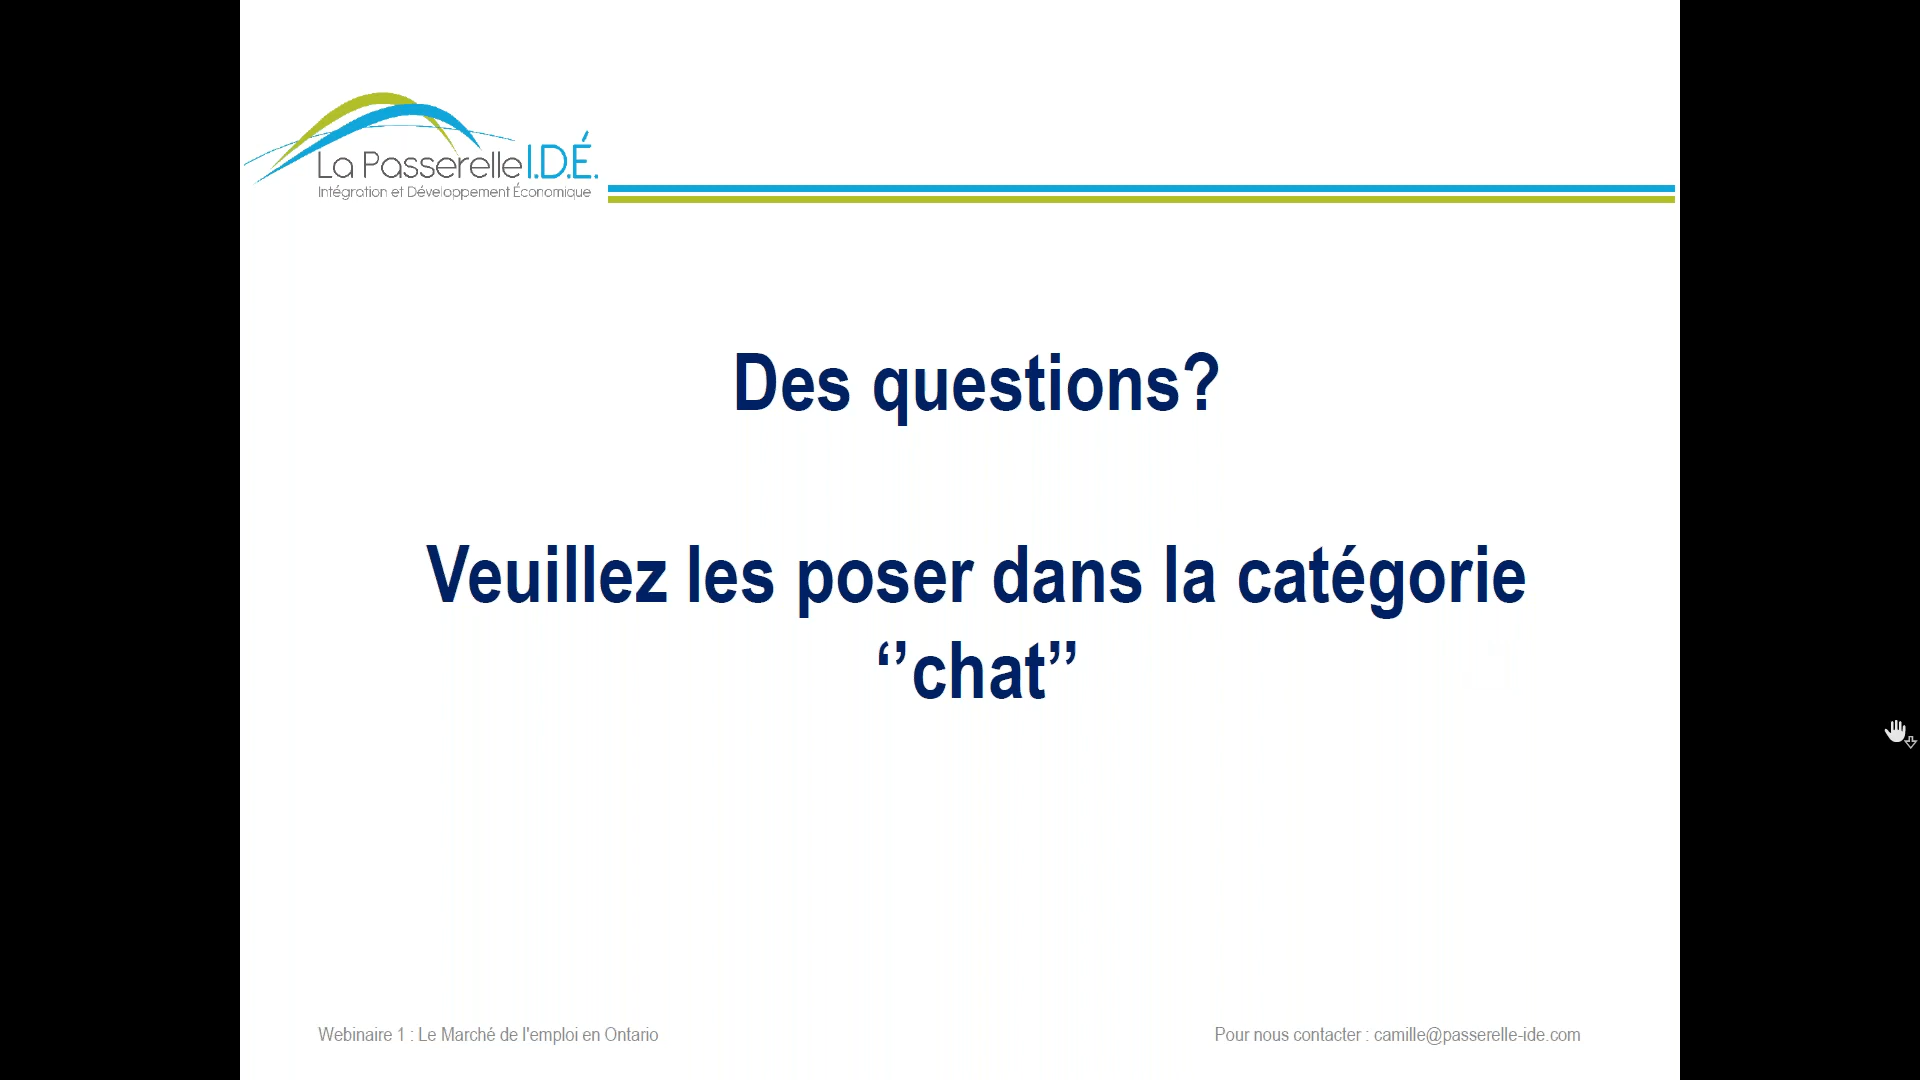 La Passerelle I.D.É.
Intégration et Développement Économique
Des questions?
Veuillez les poser dans la catégorie
‘’chat’’
Webinaire 1 : Le Marché de l'emploi en Ontario
Pour nous contacter : camille@passerelle-ide.com